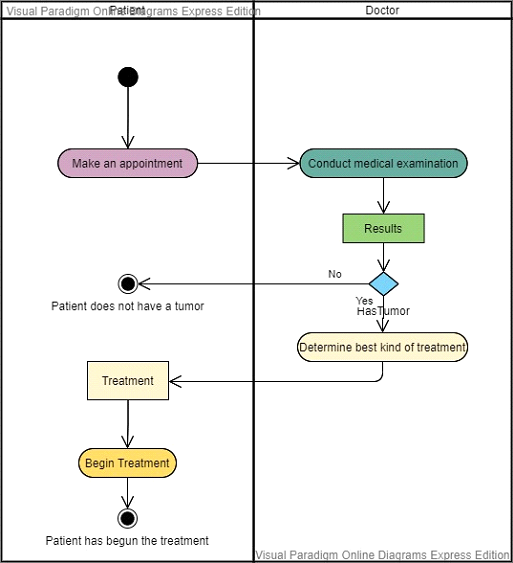 Visual Paradigm Online Diagrams Express Edition
Patient
Doctor
Make an appointment
Conduct medical examination
Results
No
Patient does not have a tumor
Yes
HasTumor
Determine best kind of treatment
Treatment
Begin Treatment
Patient has begun the treatment
Visual Paradigm Online Diagrams Express Edition